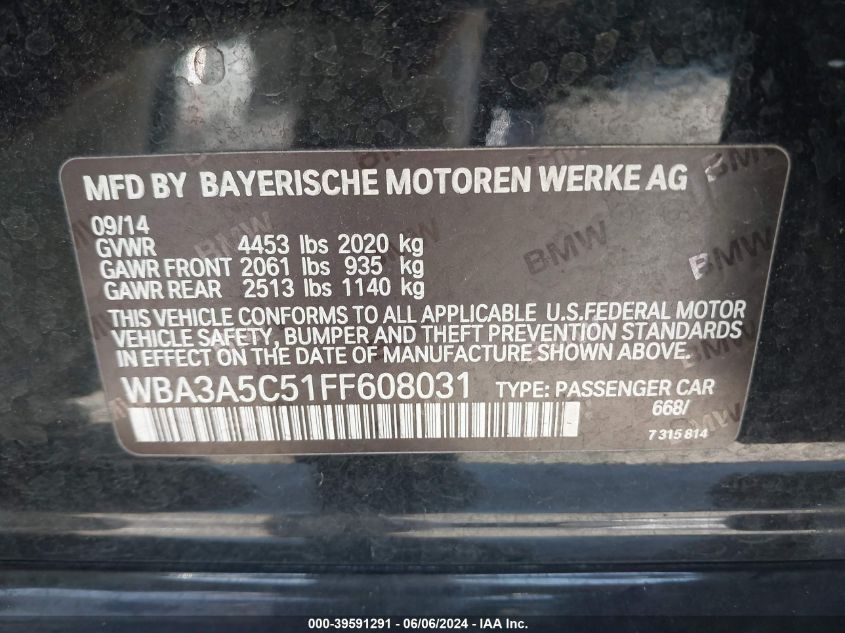 MFD BY BAYERISCHE MOTOREN WERKE AG
09/14
GVWR 4453 lbs 2020 kg
GAWR FRONT 2061 lbs 935 kg
GAWR REAR 2513 lbs 1140 kg
THIS VEHICLE CONFORMS TO ALL APPLICABLE U.S.FEDERAL MOTOR
VEHICLE SAFETY, BUMPER AND THEFT PREVENTION STANDARDS
IN EFFECT ON THE DATE OF MANUFACTURE SHOWN ABOVE.
WBA3A5C51FF608031 TYPE: PASSENGER CAR
668/
7 315 814
BMW
BMW
BMW
000-39591291 - 06/06/2024 - IAA Inc.